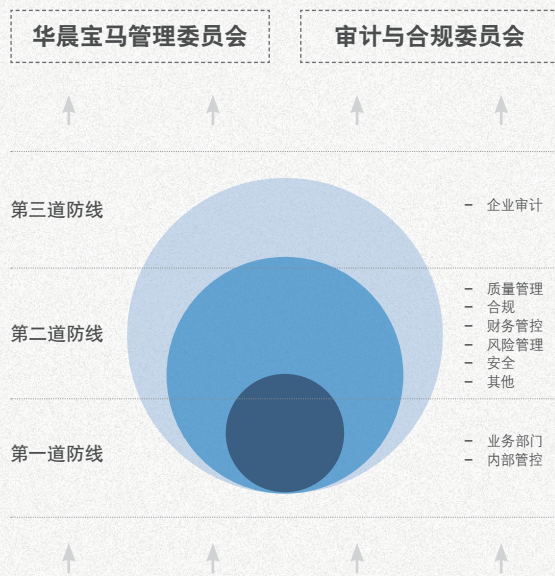 华晨宝马管理委员会
审计与合规委员会
第三道防线
- 企业审计
第二道防线
- 质量管理
- 合规
- 财务管控
- 风险管理
- 安全
- 其他
第一道防线
- 业务部门
- 内部管控